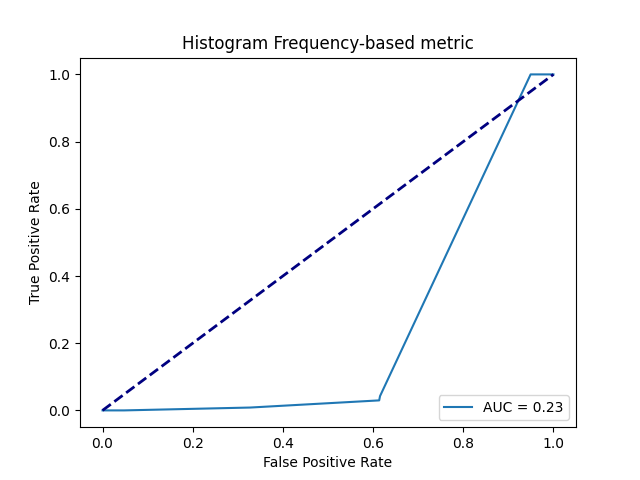 Histogram Frequency-based metric
True Positive Rate
1.0
0.8
0.6
0.4
0.2
0.0
AUC = 0.23
0.0 0.2 0.4 0.6 0.8 1.0
False Positive Rate